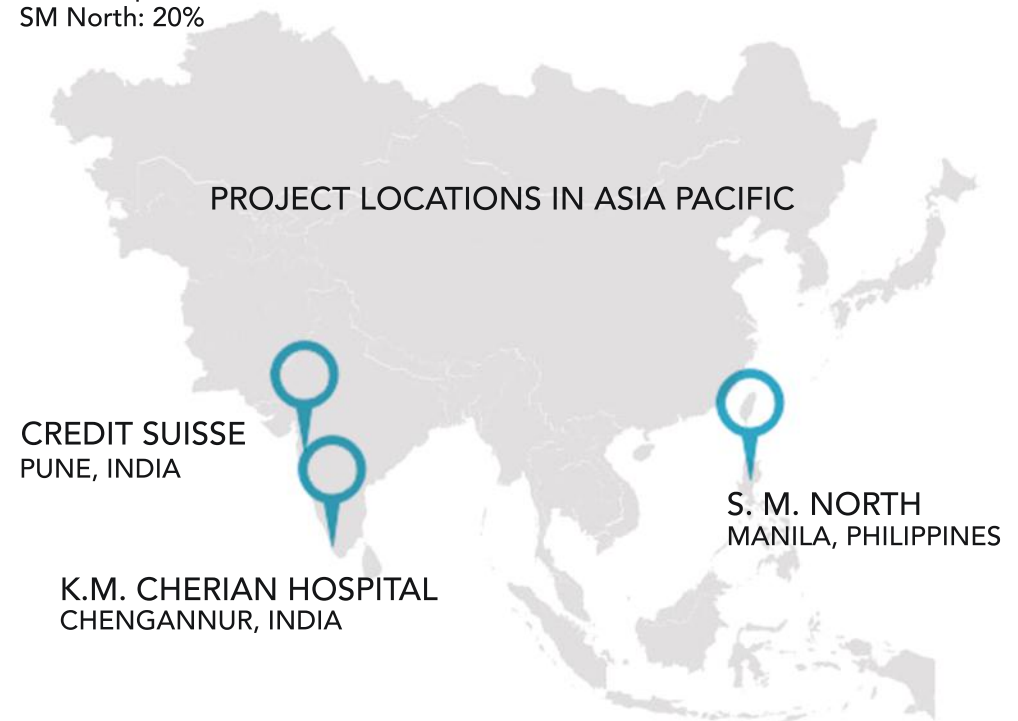 SM North: 20%
PROJECT LOCATIONS IN ASIA PACIFIC
CREDIT SUISSE
PUNE, INDIA
S. M. NORTH
MANILA, PHILIPPINES
K.M. CHERIAN HOSPITAL
CHENGANNUR, INDIA